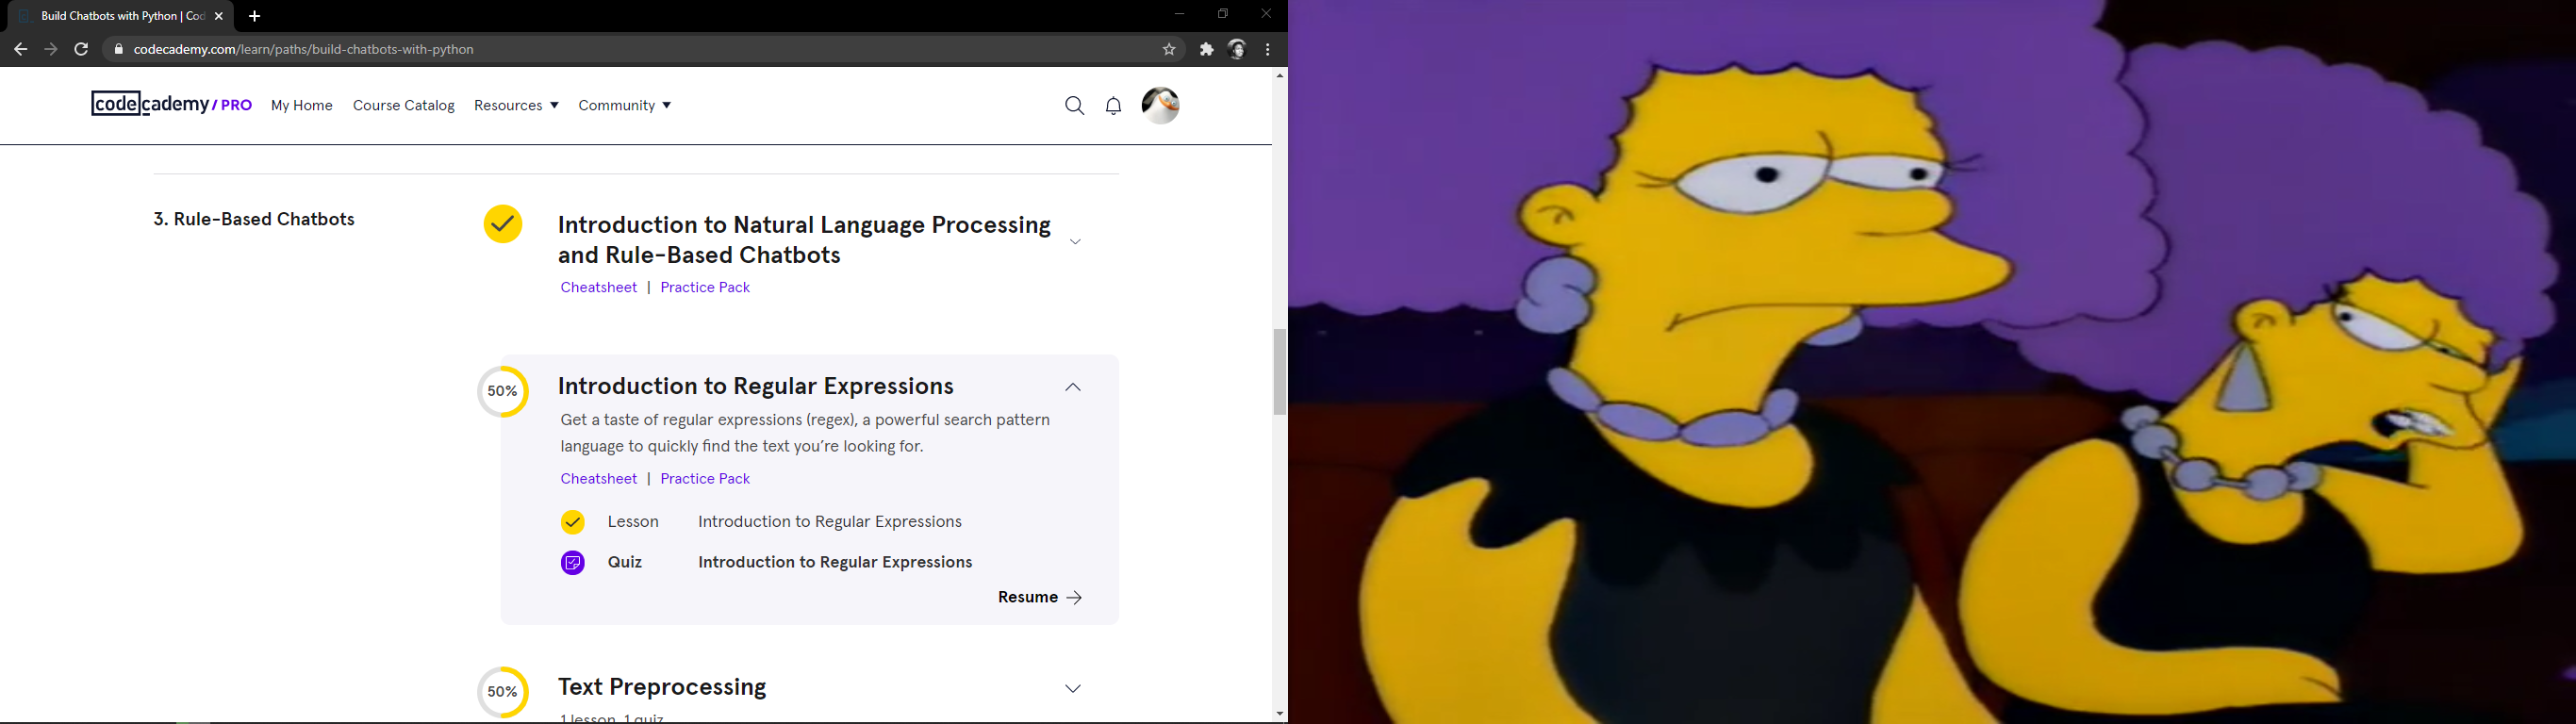 Build Chatbots with Python | Cod
codecademy.com/learn/paths/build-chatbots-with-python
codecademy / PRO
My Home
Course Catalog
Resources
Community
3. Rule-Based Chatbots
Introduction to Natural Language Processing
and Rule-Based Chatbots
Cheatsheet | Practice Pack
50%
Introduction to Regular Expressions
Get a taste of regular expressions (regex), a powerful search pattern
language to quickly find the text you’re looking for.
Cheatsheet | Practice Pack
Lesson
Introduction to Regular Expressions
Quiz
Introduction to Regular Expressions
Resume
50%
Text Preprocessing
1 lesson, 1 quiz